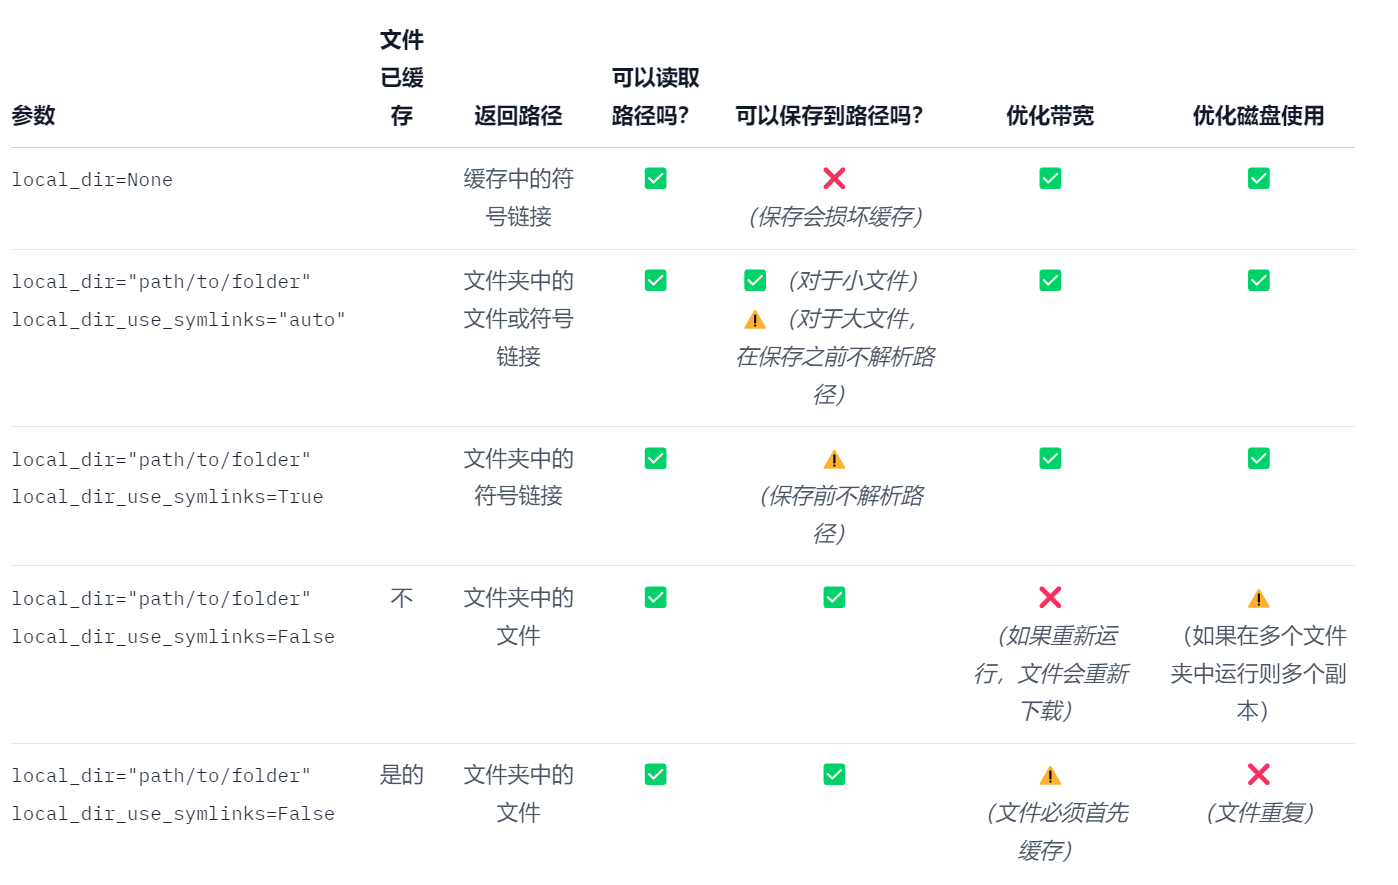 参数
文件
已缓
存
返回路径
可以读取
路径吗?
可以保存到路径吗?
优化带宽
优化磁盘使用
local_dir=None
缓存中的符
号链接
✅
❌
（保存会损坏缓存）
✅
✅
local_dir="path/to/folder"
local_dir_use_symlinks="auto"
文件夹中的
文件或符号
链接
✅
✅ （对于小文件）
⚠️ （对于大文件，
在保存之前不解析路
径）
✅
✅
local_dir="path/to/folder"
local_dir_use_symlinks=True
文件夹中的
符号链接
✅
⚠️
（保存前不解析路
径）
✅
✅
local_dir="path/to/folder"
local_dir_use_symlinks=False
不
文件夹中的
文件
✅
✅
❌
（如果重新运
行，文件会重新
下载）
⚠️
（如果在多个文件
夹中运行则多个副
本）
local_dir="path/to/folder"
local_dir_use_symlinks=False
是的
文件夹中的
文件
✅
✅
⚠️
（文件必须首先
缓存）
❌
（文件重复）